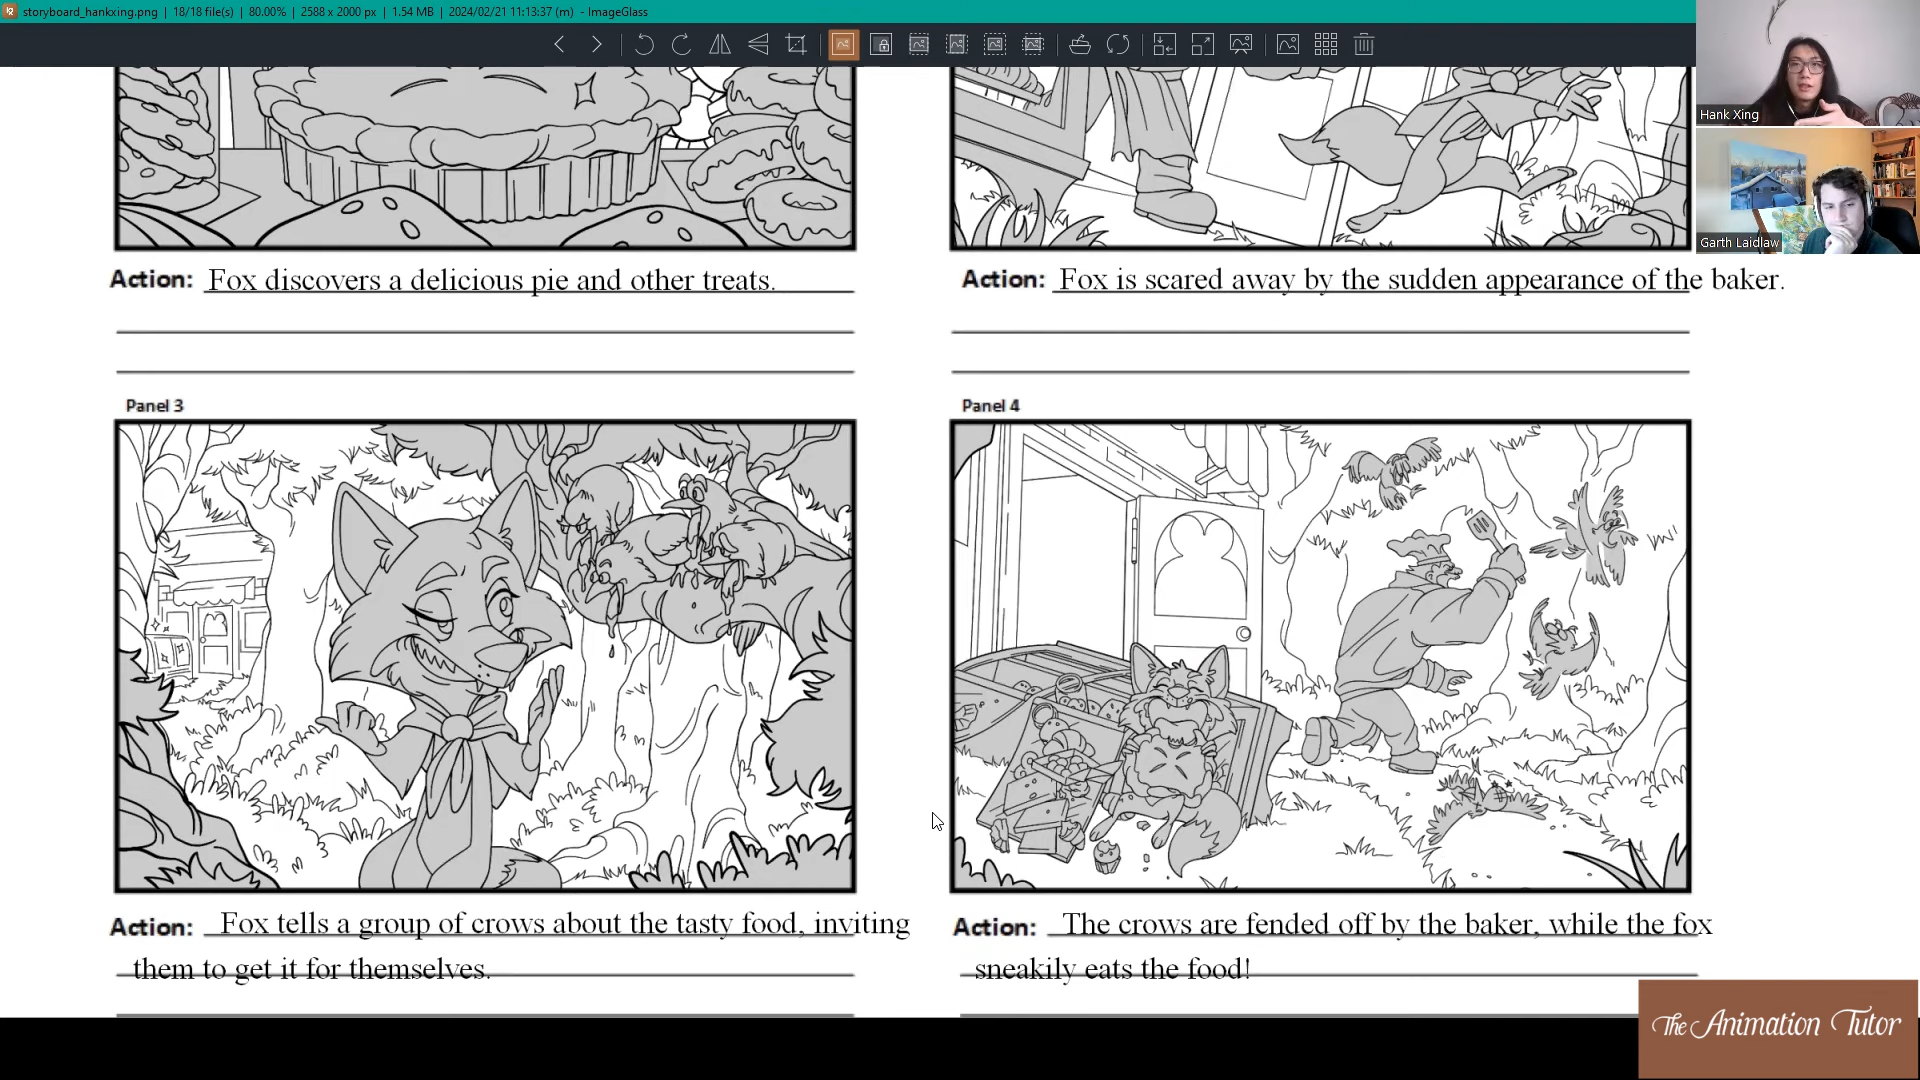 storyboard_hankxing.png | 18/18 file(s) | 80.00% | 2588 x 2000 px | 1.54 MB | 2024/02/21 11:13:37 (m) - ImageGlass
Hank Xing
Garth Laidlaw
Action: Fox discovers a delicious pie and other treats.
Action: Fox is scared away by the sudden appearance of the baker.
Panel 3
Panel 4
Action: Fox tells a group of crows about the tasty food, inviting
them to get it for themselves.
Action: The crows are fended off by the baker, while the fox
sneakily eats the food!
The Animation Tutor